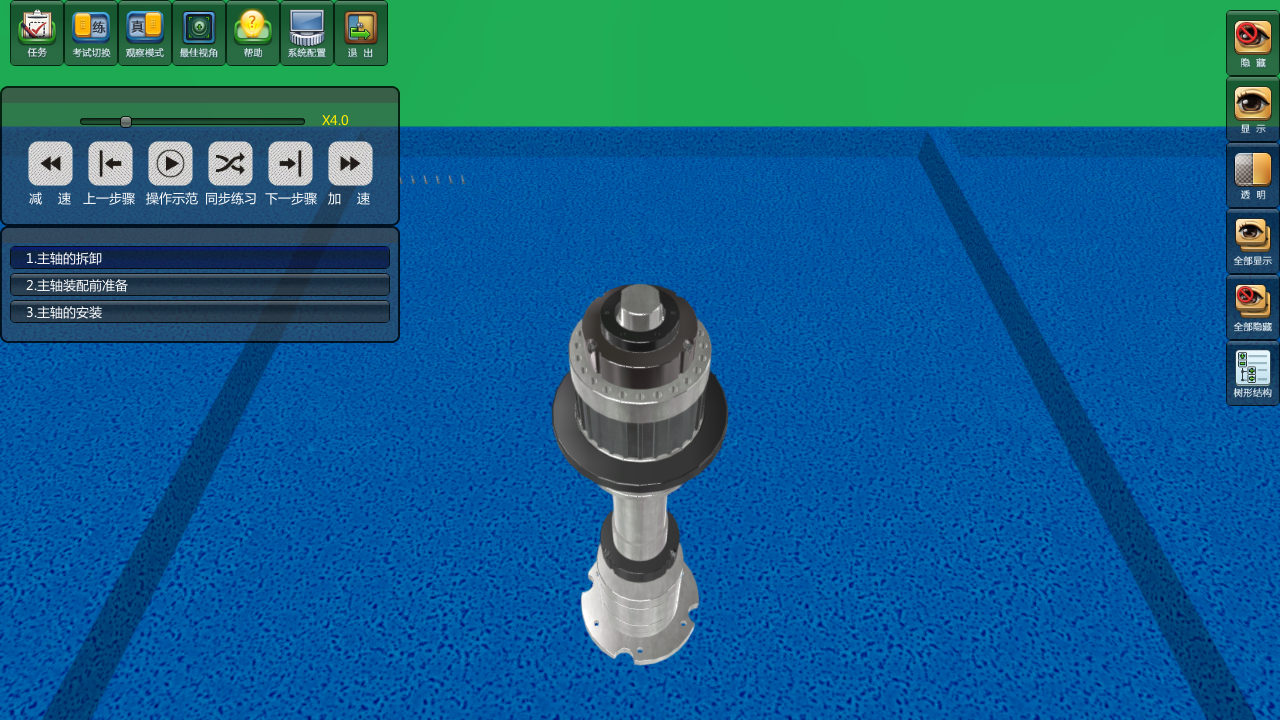 任务
考试切换
观察模式
最佳视角
帮助
系统配置
退 出
X4.0
减 速
上一步骤
操作示范
同步练习
下一步骤
加 速
1.主轴的拆卸
2.主轴装配前准备
3.主轴的安装
隐 藏
显 示
透 明
全部显示
全部隐藏
树形结构
练
真